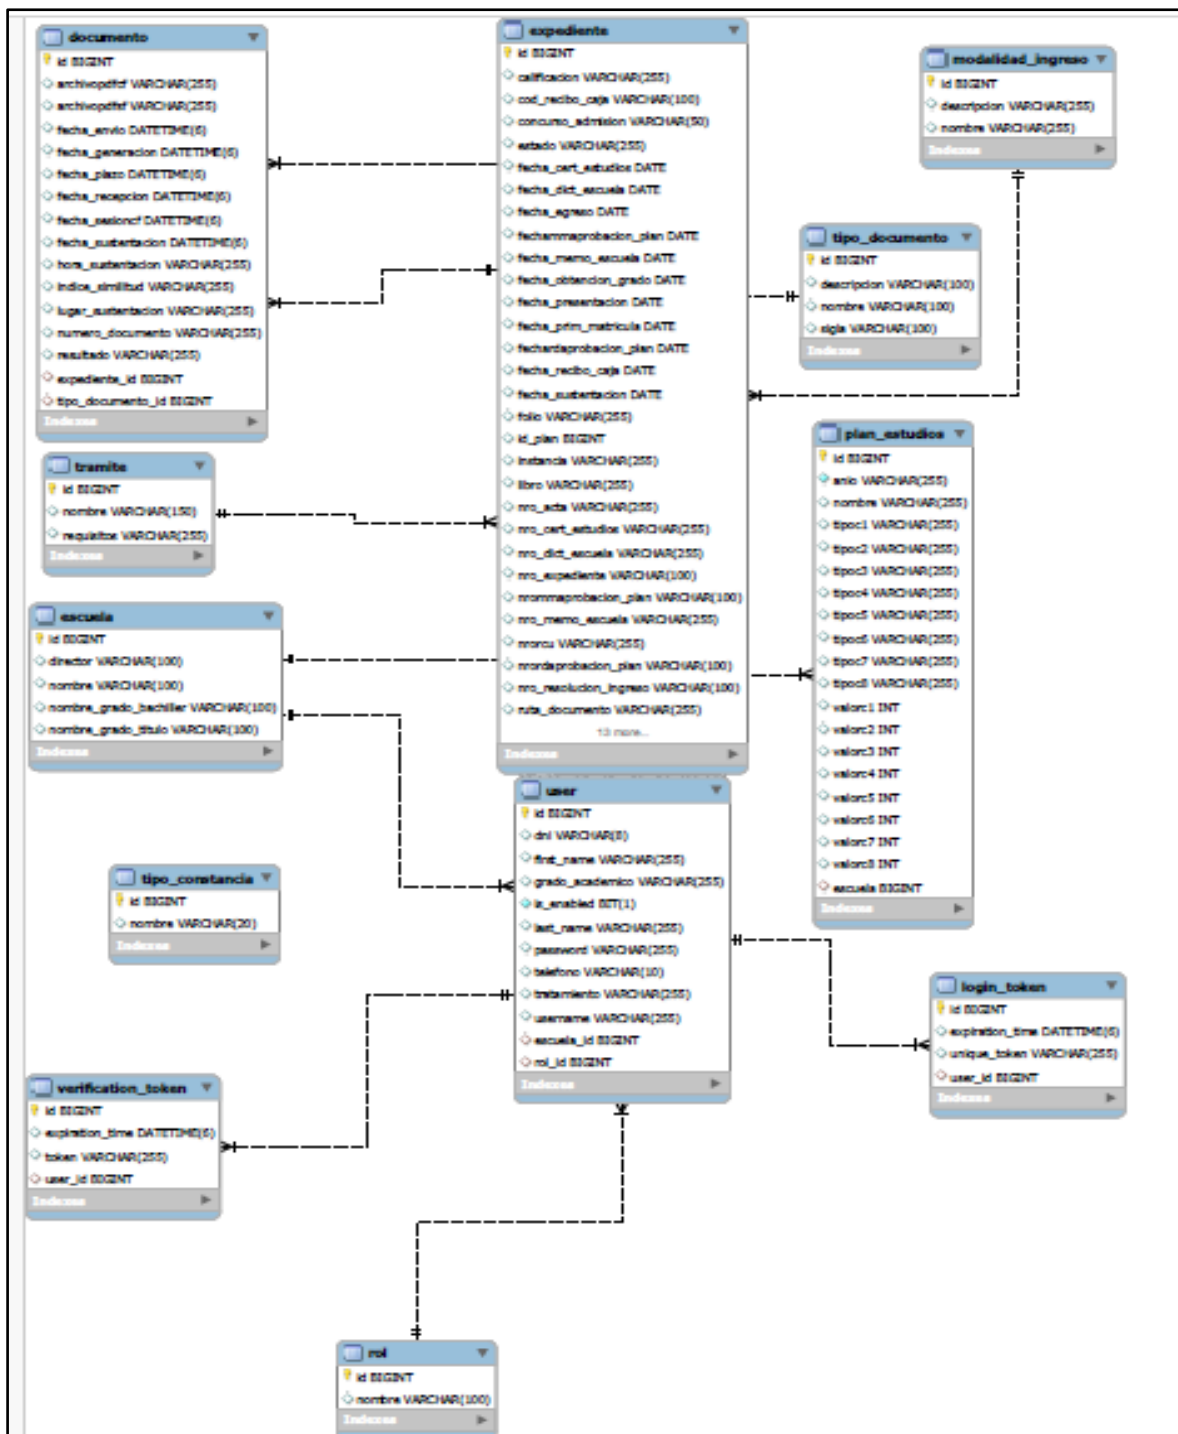 documento
id BIGINT
archivopdfcf VARCHAR(255)
archivopdfsf VARCHAR(255)
fecha_envio DATETIME(6)
fecha_generacion DATETIME(6)
fecha_plazo DATETIME(6)
fecha_recepcion DATETIME(6)
fecha_sesioncf DATETIME(6)
fecha_sustentacion DATETIME(6)
hora_sustentacion VARCHAR(255)
indice_similitud VARCHAR(255)
lugar_sustentacion VARCHAR(255)
numero_documento VARCHAR(255)
resultado VARCHAR(255)
expediente_id BIGINT
tipo_documento_id BIGINT
Indexes
expediente
id BIGINT
calificacion VARCHAR(255)
cod_recibo_caja VARCHAR(100)
concurso_admision VARCHAR(50)
estado VARCHAR(255)
fecha_cert_estudios DATE
fecha_dict_escuela DATE
fecha_egreso DATE
fechammaprobacion_plan DATE
fecha_memo_escuela DATE
fecha_obtencion_grado DATE
fecha_presentacion DATE
fecha_prim_matricula DATE
fechardaprobacion_plan DATE
fecha_recibo_caja DATE
fecha_sustentacion DATE
folio VARCHAR(255)
id_plan BIGINT
instancia VARCHAR(255)
libro VARCHAR(255)
nro_acta VARCHAR(255)
nro_cert_estudios VARCHAR(255)
nro_dict_escuela VARCHAR(255)
nro_expediente VARCHAR(100)
nrommaprobacion_plan VARCHAR(100)
nro_memo_escuela VARCHAR(255)
nrorcu VARCHAR(255)
nrordaprobacion_plan VARCHAR(100)
nro_resolucion_ingreso VARCHAR(100)
ruta_documento VARCHAR(255)
13 more...
Indexes
modalidad_ingreso
id BIGINT
descripcion VARCHAR(255)
nombre VARCHAR(255)
Indexes
tipo_documento
id BIGINT
descripcion VARCHAR(100)
nombre VARCHAR(100)
sigla VARCHAR(100)
Indexes
tramite
id BIGINT
nombre VARCHAR(150)
requisitos VARCHAR(255)
Indexes
plan_estudios
id BIGINT
anio VARCHAR(255)
nombre VARCHAR(255)
tipoc1 VARCHAR(255)
tipoc2 VARCHAR(255)
tipoc3 VARCHAR(255)
tipoc4 VARCHAR(255)
tipoc5 VARCHAR(255)
tipoc6 VARCHAR(255)
tipoc7 VARCHAR(255)
tipoc8 VARCHAR(255)
valorc1 INT
valorc2 INT
valorc3 INT
valorc4 INT
valorc5 INT
valorc6 INT
valorc7 INT
valorc8 INT
escuela BIGINT
Indexes
escuela
id BIGINT
director VARCHAR(100)
nombre VARCHAR(100)
nombre_grado_bachiller VARCHAR(100)
nombre_grado_titulo VARCHAR(100)
Indexes
user
id BIGINT
dni VARCHAR(8)
first_name VARCHAR(255)
grado_academico VARCHAR(255)
is_enabled BIT(1)
last_name VARCHAR(255)
password VARCHAR(255)
telefono VARCHAR(10)
tratamiento VARCHAR(255)
username VARCHAR(255)
escuela_id BIGINT
rol_id BIGINT
Indexes
tipo_constancia
id BIGINT
nombre VARCHAR(20)
Indexes
login_token
id BIGINT
expiration_time DATETIME(6)
unique_token VARCHAR(255)
user_id BIGINT
Indexes
verification_token
id BIGINT
expiration_time DATETIME(6)
token VARCHAR(255)
user_id BIGINT
Indexes
rol
id BIGINT
nombre VARCHAR(100)
Indexes